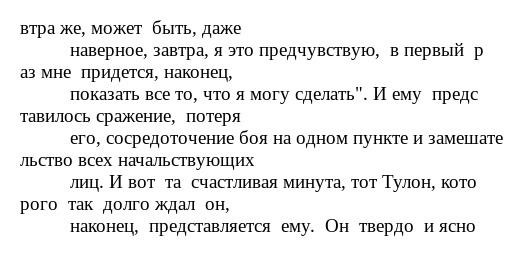 втра же, может  быть, даже
наверное, завтра, я это предчувствую,  в первый  р
аз мне  придется, наконец,
показать все то, что я могу сделать". И ему  предс
тавилось сражение,  потеря
его, сосредоточение боя на одном пункте и замешате
льство всех начальствующих
лиц. И вот  та  счастливая минута, тот Тулон, кото
рого  так  долго ждал  он,
наконец,  представляется  ему.  Он  твердо  и ясно